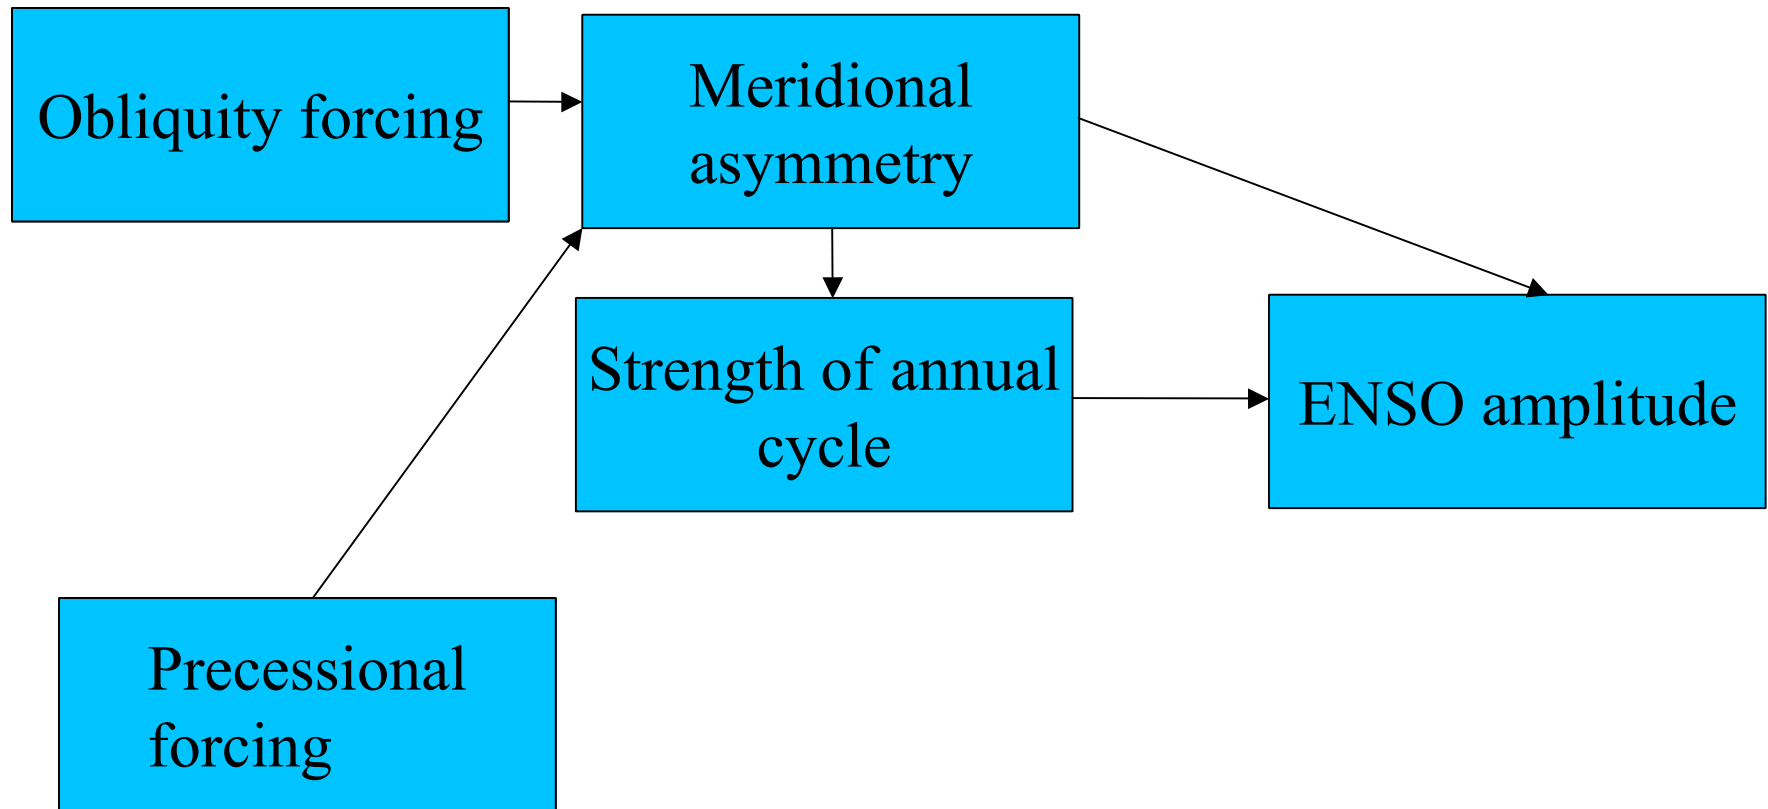 Obliquity forcing
Meridional
asymmetry
Strength of annual
cycle
ENSO amplitude
Precessional
forcing